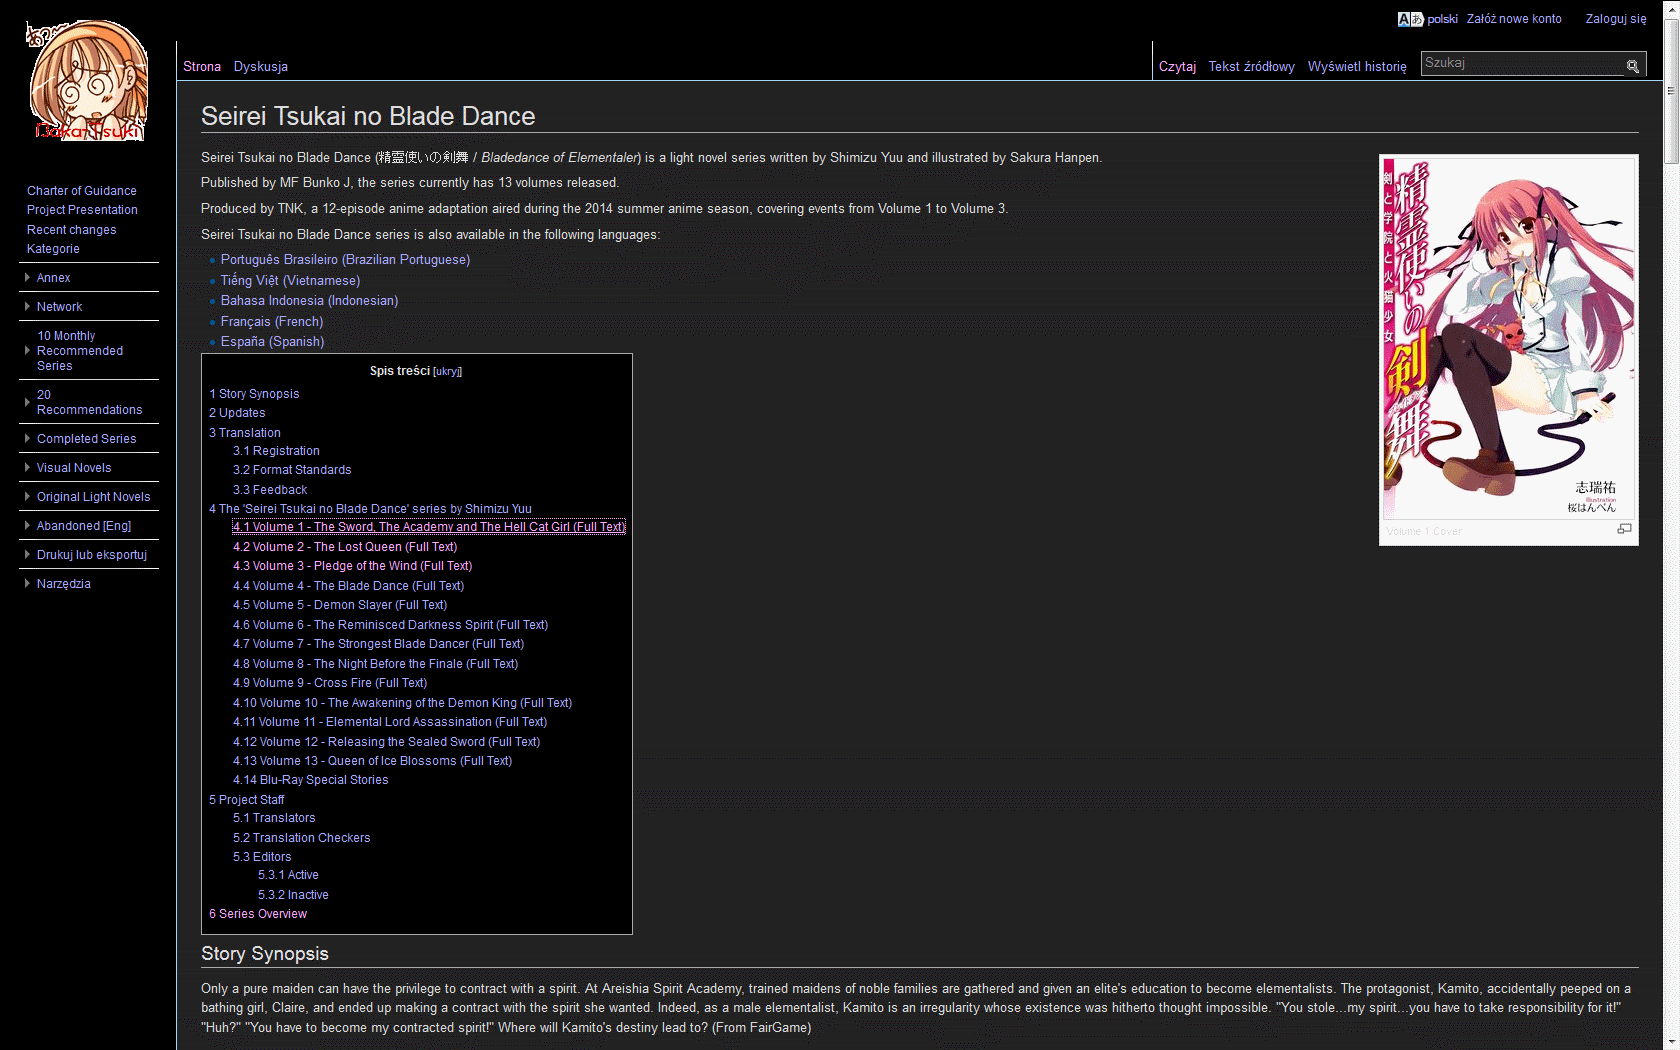 polski Załóż nowe konto Zaloguj się
Baka-Tsuki
Strona Dyskusja
Czytaj Tekst źródłowy Wyświetl historię Szukaj
Charter of Guidance
Project Presentation
Recent changes
Kategorie
Annex
Network
10 Monthly
Recommended
Series
20
Recommendations
Completed Series
Visual Novels
Original Light Novels
Abandoned [Eng]
Drukuj lub eksportuj
Narzędzia
Seirei Tsukai no Blade Dance
Seirei Tsukai no Blade Dance (精霊使いの剣舞 / Bladedance of Elementaler) is a light novel series written by Shimizu Yuu and illustrated by Sakura Hanpen.
Published by MF Bunko J, the series currently has 13 volumes released.
Produced by TNK, a 12-episode anime adaptation aired during the 2014 summer anime season, covering events from Volume 1 to Volume 3.
Seirei Tsukai no Blade Dance series is also available in the following languages:
Português Brasileiro (Brazilian Portuguese)
Tiếng Việt (Vietnamese)
Bahasa Indonesia (Indonesian)
Français (French)
España (Spanish)
精霊使いの剣舞
剣と学院と火猫少女
志瑞祐
Illustration
桜はんぺん
Volume 1 Cover
Spis treści [ukryj]
1 Story Synopsis
2 Updates
3 Translation
3.1 Registration
3.2 Format Standards
3.3 Feedback
4 The 'Seirei Tsukai no Blade Dance' series by Shimizu Yuu
4.1 Volume 1 - The Sword, The Academy and The Hell Cat Girl (Full Text)
4.2 Volume 2 - The Lost Queen (Full Text)
4.3 Volume 3 - Pledge of the Wind (Full Text)
4.4 Volume 4 - The Blade Dance (Full Text)
4.5 Volume 5 - Demon Slayer (Full Text)
4.6 Volume 6 - The Reminisced Darkness Spirit (Full Text)
4.7 Volume 7 - The Strongest Blade Dancer (Full Text)
4.8 Volume 8 - The Night Before the Finale (Full Text)
4.9 Volume 9 - Cross Fire (Full Text)
4.10 Volume 10 - The Awakening of the Demon King (Full Text)
4.11 Volume 11 - Elemental Lord Assassination (Full Text)
4.12 Volume 12 - Releasing the Sealed Sword (Full Text)
4.13 Volume 13 - Queen of Ice Blossoms (Full Text)
4.14 Blu-Ray Special Stories
5 Project Staff
5.1 Translators
5.2 Translation Checkers
5.3 Editors
5.3.1 Active
5.3.2 Inactive
6 Series Overview
Story Synopsis
Only a pure maiden can have the privilege to contract with a spirit. At Areishia Spirit Academy, trained maidens of noble families are gathered and given an elite's education to become elementalists. The protagonist, Kamito, accidentally peeped on a
bathing girl, Claire, and ended up making a contract with the spirit she wanted. Indeed, as a male elementalist, Kamito is an irregularity whose existence was hitherto thought impossible. "You stole...my spirit...you have to take responsibility for it!"
"Huh?" "You have to become my contracted spirit!" Where will Kamito's destiny lead to? (From FairGame)